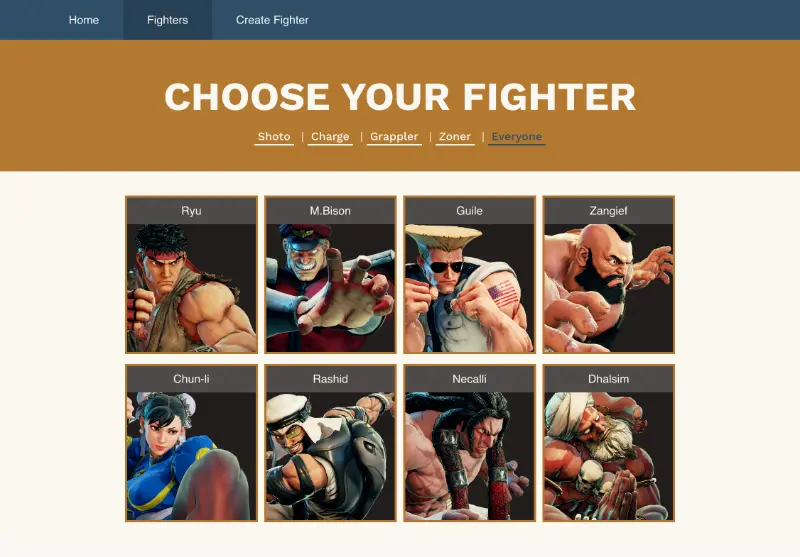 Home Fighters Create Fighter
CHOOSE YOUR FIGHTER
Shoto | Charge | Grappler | Zoner | Everyone
Ryu M.Bison Guile Zangief
Chun-li Rashid Necalli Dhalsim